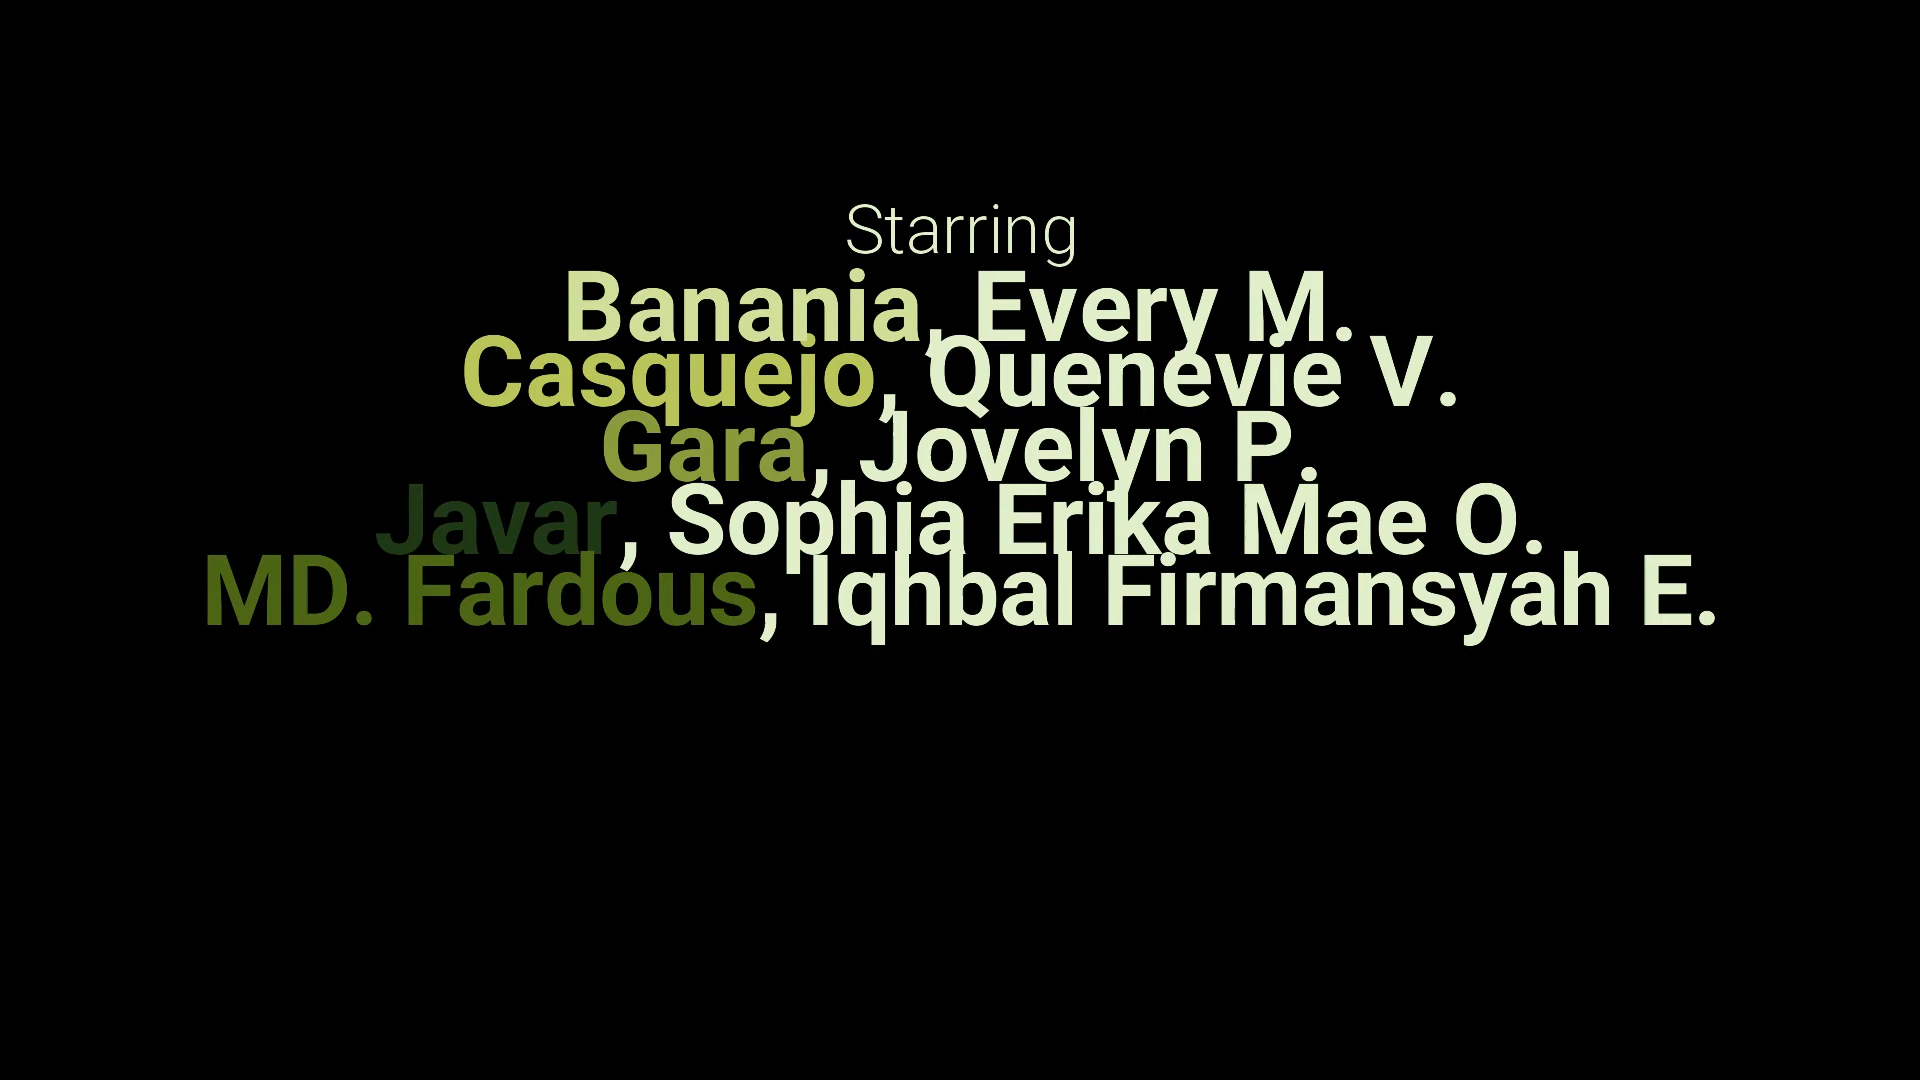 Starring
Banania, Every M.
Casquejo, Quenevie V.
Gara, Jovelyn P.
Javar, Sophia Erika Mae O.
MD. Fardous, Iqhbal Firmansyah E.